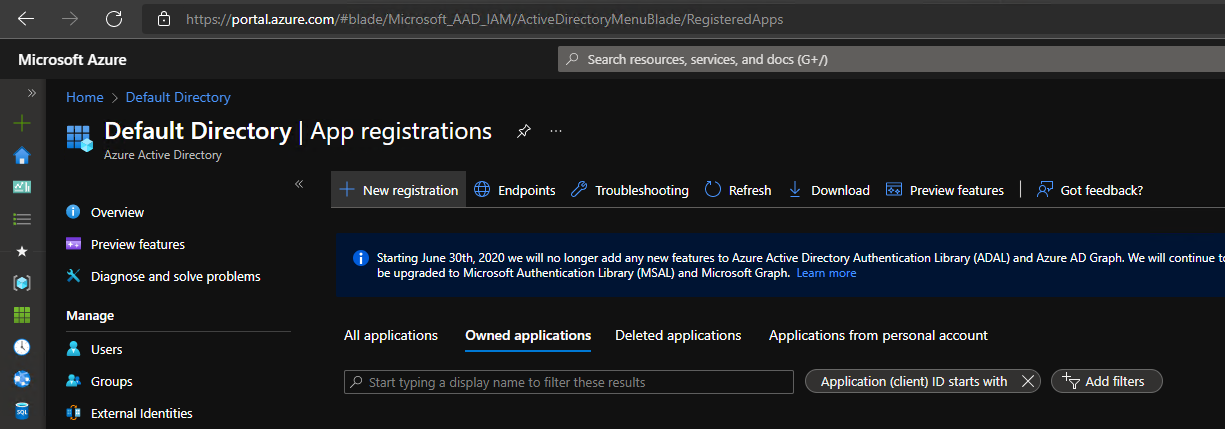 https://portal.azure.com/#blade/Microsoft_AAD_IAM/ActiveDirectoryMenuBlade/RegisteredApps
Microsoft Azure
Search resources, services, and docs (G+/)
Home > Default Directory
Default Directory | App registrations
Azure Active Directory
New registration Endpoints Troubleshooting Refresh Download Preview features Got feedback?
Overview
Preview features
Diagnose and solve problems
Manage
Users
Groups
External Identities
Starting June 30th, 2020 we will no longer add any new features to Azure Active Directory Authentication Library (ADAL) and Azure AD Graph. We will continue to
be upgraded to Microsoft Authentication Library (MSAL) and Microsoft Graph. Learn more
All applications Owned applications Deleted applications Applications from personal account
Start typing a display name to filter these results
Application (client) ID starts with
Add filters
SQL